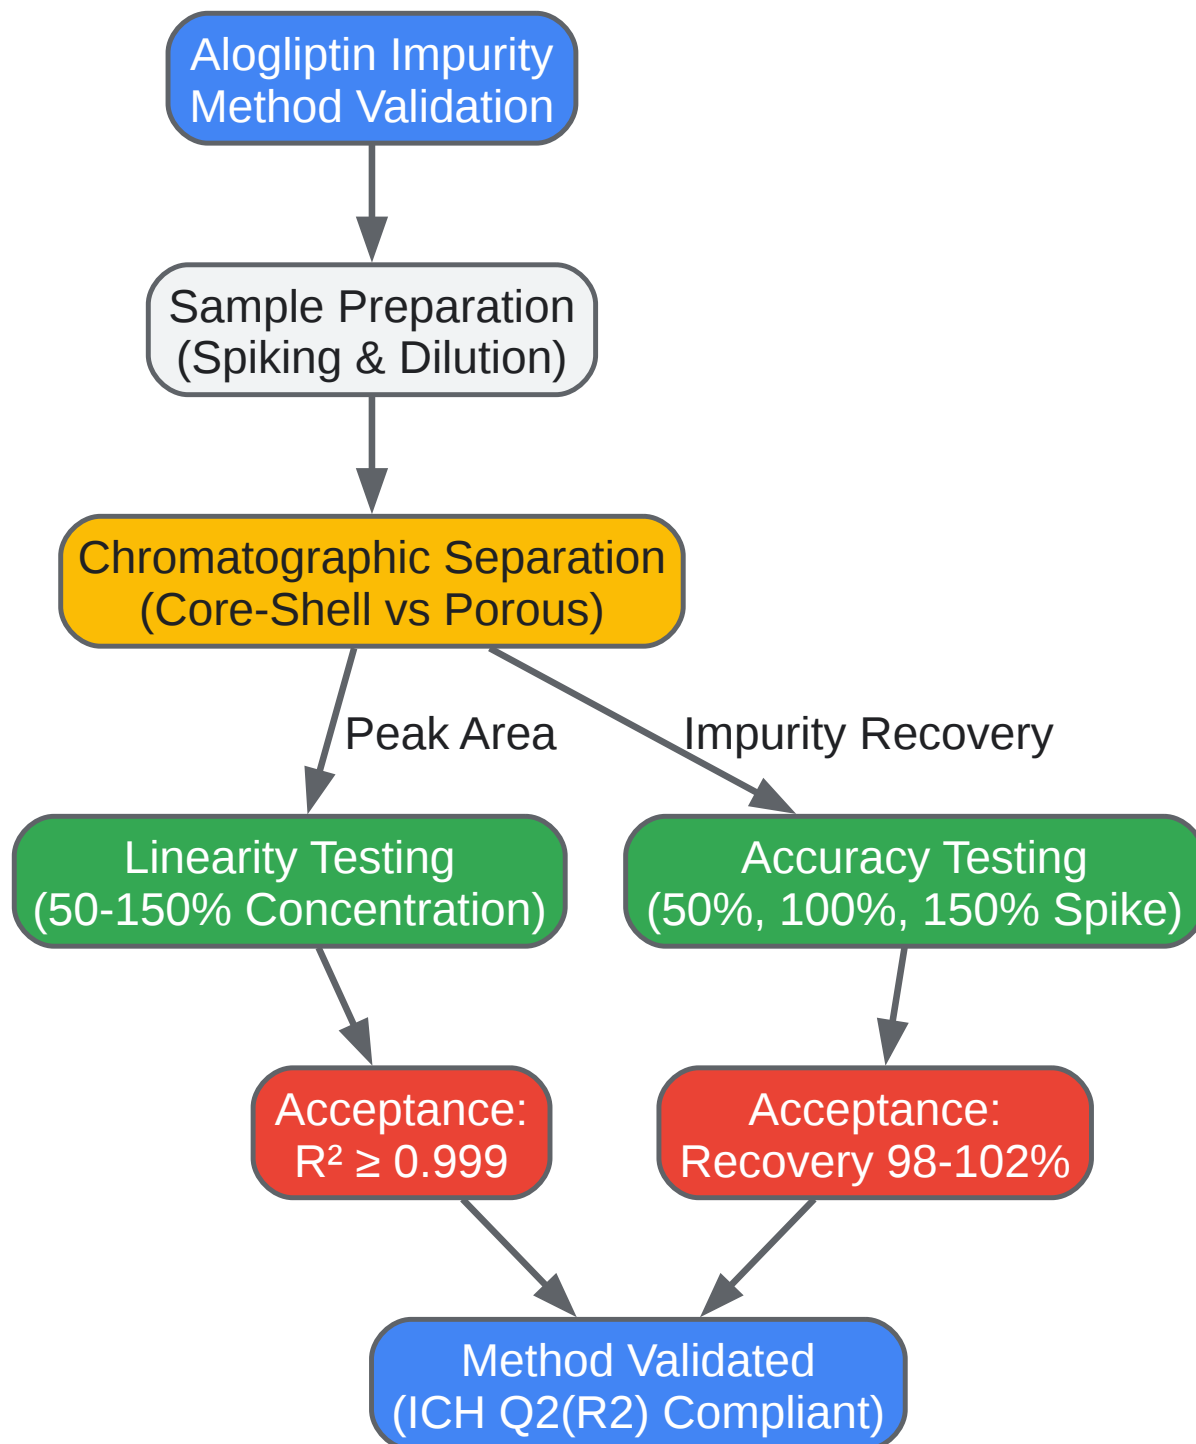 Alogliptin Impurity
Method Validation
Sample Preparation
(Spiking & Dilution)
Chromatographic Separation
(Core-Shell vs Porous)
Peak Area
Impurity Recovery
Linearity Testing
(50-150% Concentration)
Accuracy Testing
(50%, 100%, 150% Spike)
Acceptance:
R² ≥ 0.999
Acceptance:
Recovery 98-102%
Method Validated
(ICH Q2(R2) Compliant)